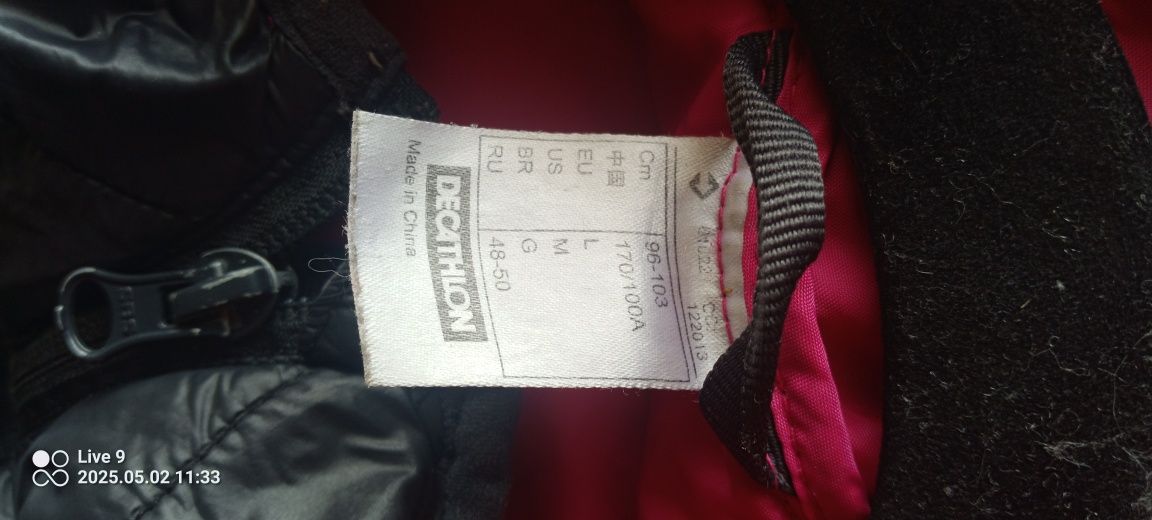 122013
Cm 96-103
中国 170/100A
EU L
US M
BR G
RU 48-50
DECATHLON
Made in China
Live 9
2025.05.02 11:33